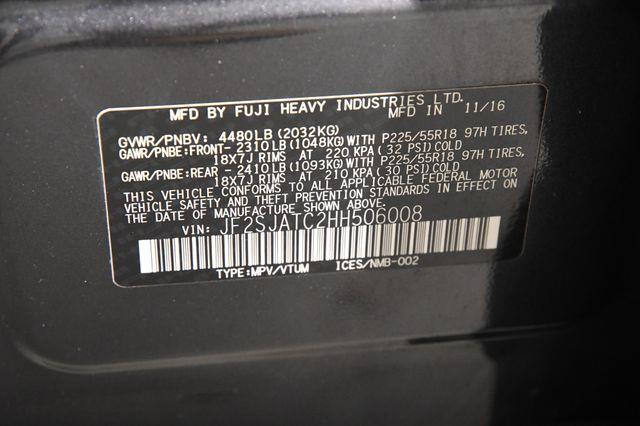 MFD BY FUJI HEAVY INDUSTRIES LTD.
MFD IN 11/16
GVWR/PNBV: 4480LB (2032KG)
GAWR/PNBE:FRONT- 2310LB (1048KG) WITH P225/55R18 97H TIRES,
18X7J RIMS AT 220 KPA (32 PSI) COLD
GAWR/PNBE:REAR - 2410LB (1093KG) WITH P225/55R18 97H TIRES,
18X7J RIMS AT 210 KPA (30 PSI) COLD
THIS VEHICLE CONFORMS TO ALL APPLICABLE FEDERAL MOTOR
VEHICLE SAFETY AND THEFT PREVENTION STANDARDS IN EFFECT ON
THE DATE OF MANUFACTURE SHOWN ABOVE.
VIN: JF2SJATC2HH506008
TYPE:MPV/VTUM ICES/NMB-002